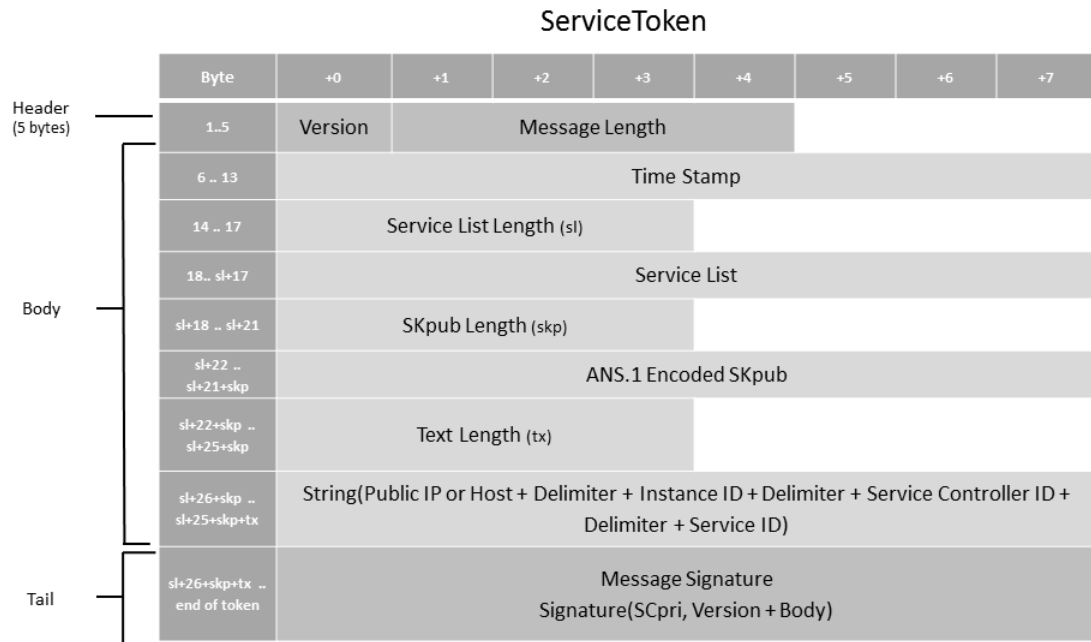 ServiceToken
Byte +0 +1 +2 +3 +4 +5 +6 +7
Header
(5 bytes)
1..5 Version Message Length
6 .. 13 Time Stamp
14 .. 17 Service List Length (sl)
18.. sl+17 Service List
Body
sl+18 .. sl+21 SKpub Length (skp)
sl+22 ..
sl+21+skp
ANS.1 Encoded SKpub
sl+22+skp ..
sl+25+skp
Text Length (tx)
sl+26+skp ..
sl+25+skp+tx
String(Public IP or Host + Delimiter + Instance ID + Delimiter + Service Controller ID +
Delimiter + Service ID)
Tail
sl+26+skp+tx ..
end of token
Message Signature
Signature(SCpri, Version + Body)